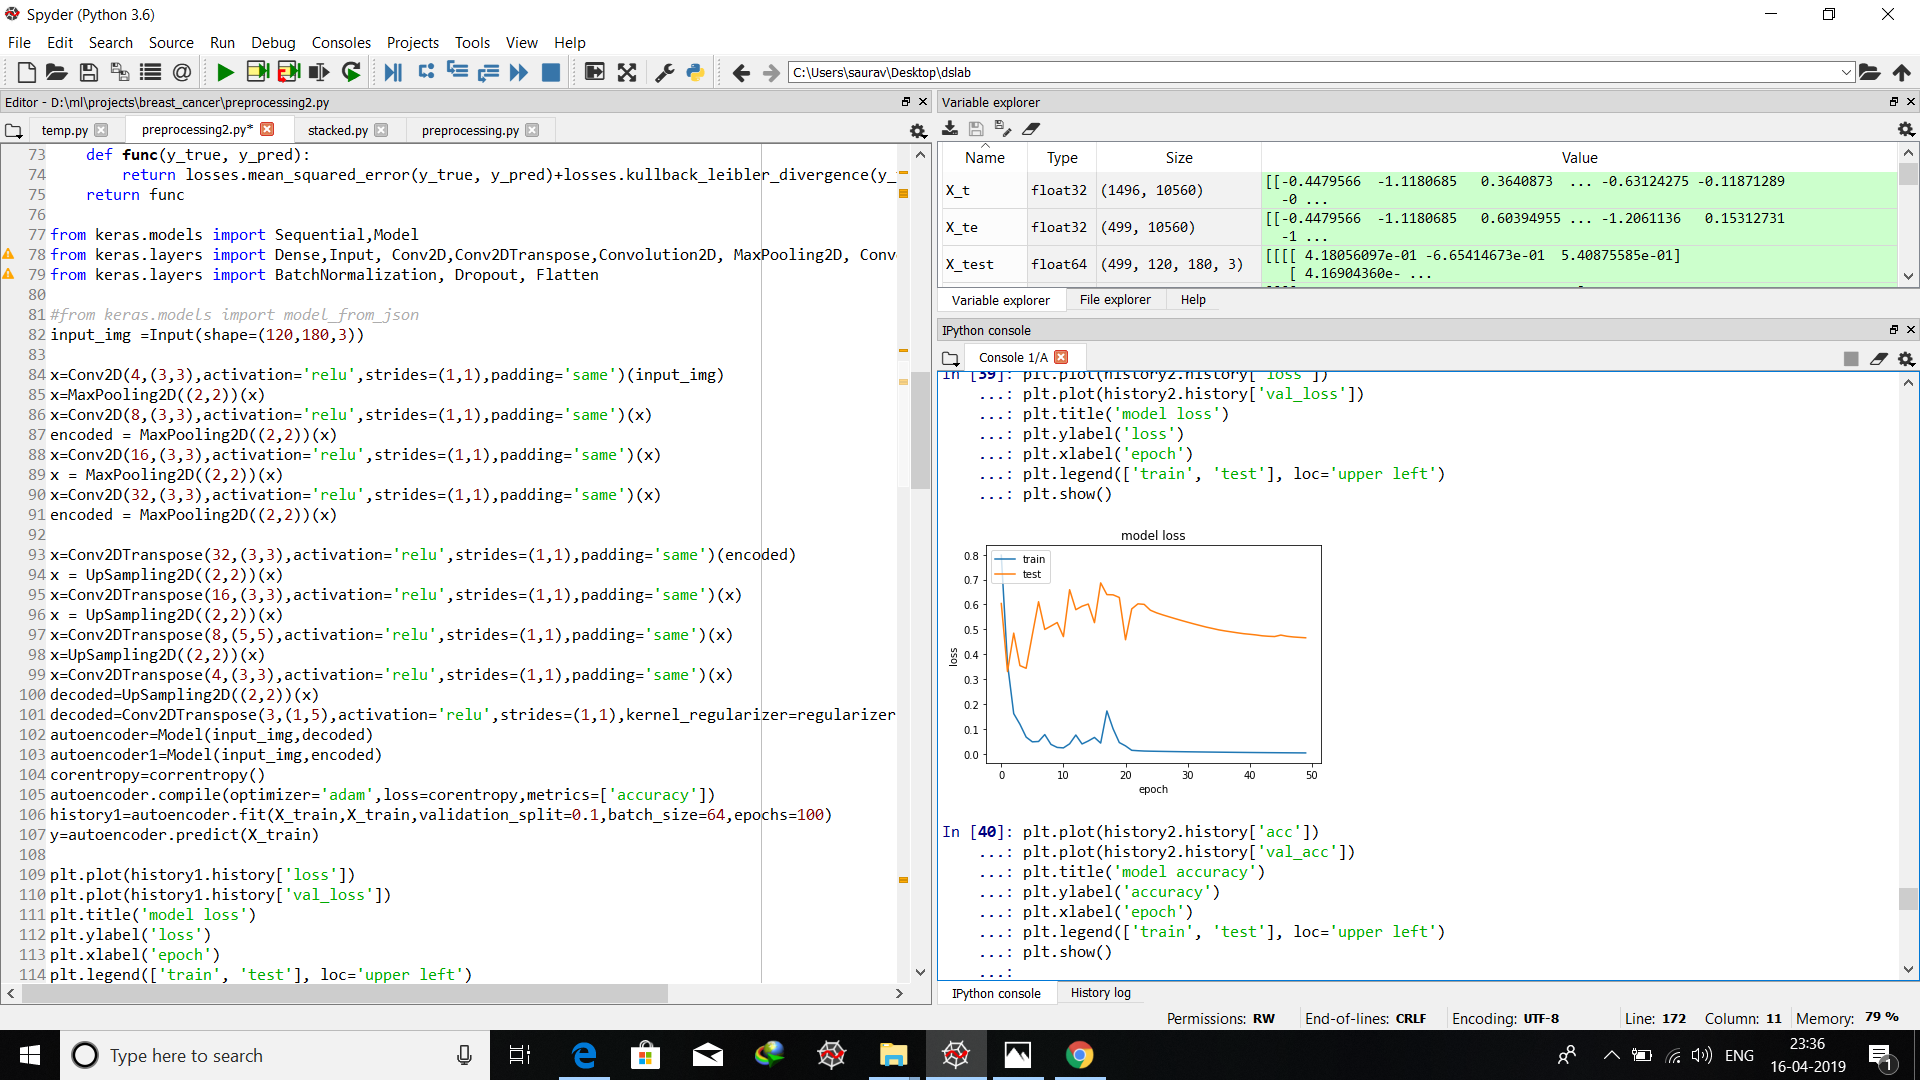 Spyder (Python 3.6)
File Edit Search Source Run Debug Consoles Projects Tools View Help
C:\Users\saurav\Desktop\dslab
Editor - D:\ml\projects\breast_cancer\preprocessing2.py
temp.py preprocessing2.py* stacked.py preprocessing.py
73     def func(y_true, y_pred):
74         return losses.mean_squared_error(y_true, y_pred)+losses.kullback_leibler_divergence(y_
75     return func
76
77 from keras.models import Sequential,Model
78 from keras.layers import Dense,Input, Conv2D,Conv2DTranspose,Convolution2D, MaxPooling2D, Conv
79 from keras.layers import BatchNormalization, Dropout, Flatten
80
81 #from keras.models import model_from_json
82 input_img =Input(shape=(120,180,3))
83
84 x=Conv2D(4,(3,3),activation='relu',strides=(1,1),padding='same')(input_img)
85 x=MaxPooling2D((2,2))(x)
86 x=Conv2D(8,(3,3),activation='relu',strides=(1,1),padding='same')(x)
87 encoded = MaxPooling2D((2,2))(x)
88 x=Conv2D(16,(3,3),activation='relu',strides=(1,1),padding='same')(x)
89 x = MaxPooling2D((2,2))(x)
90 x=Conv2D(32,(3,3),activation='relu',strides=(1,1),padding='same')(x)
91 encoded = MaxPooling2D((2,2))(x)
92
93 x=Conv2DTranspose(32,(3,3),activation='relu',strides=(1,1),padding='same')(encoded)
94 x = UpSampling2D((2,2))(x)
95 x=Conv2DTranspose(16,(3,3),activation='relu',strides=(1,1),padding='same')(x)
96 x = UpSampling2D((2,2))(x)
97 x=Conv2DTranspose(8,(5,5),activation='relu',strides=(1,1),padding='same')(x)
98 x=UpSampling2D((2,2))(x)
99 x=Conv2DTranspose(4,(3,3),activation='relu',strides=(1,1),padding='same')(x)
100 decoded=UpSampling2D((2,2))(x)
101 decoded=Conv2DTranspose(3,(1,5),activation='relu',strides=(1,1),kernel_regularizer=regularizer
102 autoencoder=Model(input_img,decoded)
103 autoencoder1=Model(input_img,encoded)
104 corentropy=correntropy()
105 autoencoder.compile(optimizer='adam',loss=corentropy,metrics=['accuracy'])
106 history1=autoencoder.fit(X_train,X_train,validation_split=0.1,batch_size=64,epochs=100)
107 y=autoencoder.predict(X_train)
108
109 plt.plot(history1.history['loss'])
110 plt.plot(history1.history['val_loss'])
111 plt.title('model loss')
112 plt.ylabel('loss')
113 plt.xlabel('epoch')
114 plt.legend(['train', 'test'], loc='upper left')
Variable explorer
Name Type Size Value
X_t float32 (1496, 10560) [[-0.4479566 -1.1180685 0.3640873 ... -0.63124275 -0.11871289
-0 ...
X_te float32 (499, 10560) [[-0.4479566 -1.1180685 0.60394955 ... -1.2061136 0.15312731
-1 ...
X_test float64 (499, 120, 180, 3) [[[[ 4.18056097e-01 -6.65414673e-01 5.40875585e-01]
[ 4.16904360e- ...
Variable explorer File explorer Help
IPython console
Console 1/A
In [39]: plt.plot(history2.history['loss'])
...: plt.plot(history2.history['val_loss'])
...: plt.title('model loss')
...: plt.ylabel('loss')
...: plt.xlabel('epoch')
...: plt.legend(['train', 'test'], loc='upper left')
...: plt.show()
model loss
train
test
0.8
0.7
0.6
0.5
0.4
0.3
0.2
0.1
0.0
loss
0 10 20 30 40 50
epoch
In [40]: plt.plot(history2.history['acc'])
...: plt.plot(history2.history['val_acc'])
...: plt.title('model accuracy')
...: plt.ylabel('accuracy')
...: plt.xlabel('epoch')
...: plt.legend(['train', 'test'], loc='upper left')
...: plt.show()
...:
IPython console History log
Permissions: RW End-of-lines: CRLF Encoding: UTF-8 Line: 172 Column: 11 Memory: 79 %
Type here to search
ENG
23:36
16-04-2019
1